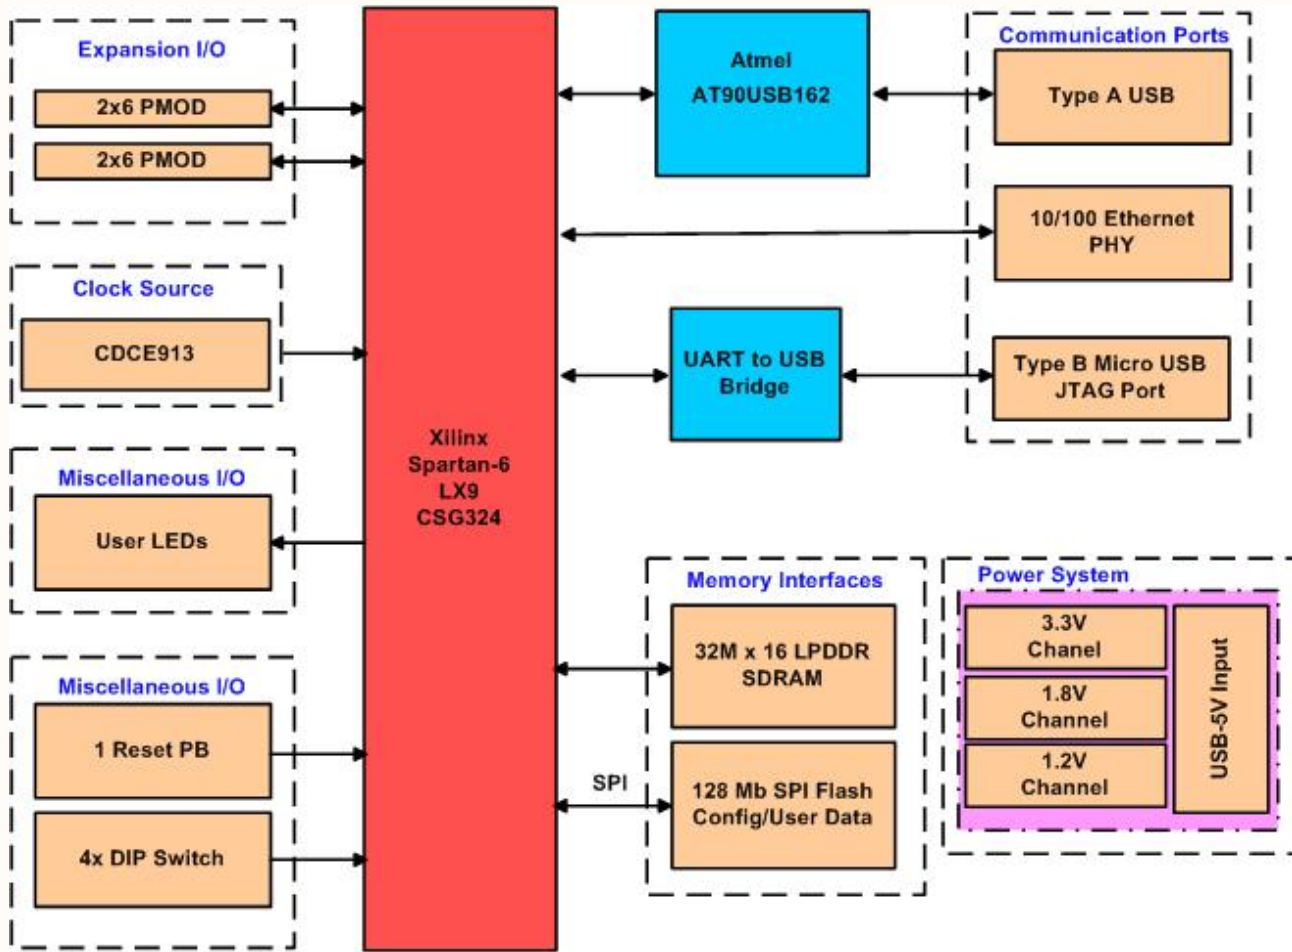 Expansion I/O
2x6 PMOD
2x6 PMOD
Clock Source
CDCE913
Miscellaneous I/O
User LEDs
Miscellaneous I/O
1 Reset PB
4x DIP Switch
Xilinx
Spartan-6
LX9
CSG324
Atmel
AT90USB162
UART to USB
Bridge
Communication Ports
Type A USB
10/100 Ethernet
PHY
Type B Micro USB
JTAG Port
Memory Interfaces
32M x 16 LPDDR
SDRAM
SPI
128 Mb SPI Flash
Config/User Data
Power System
3.3V
Chanel
1.8V
Channel
1.2V
Channel
USB-5V Input